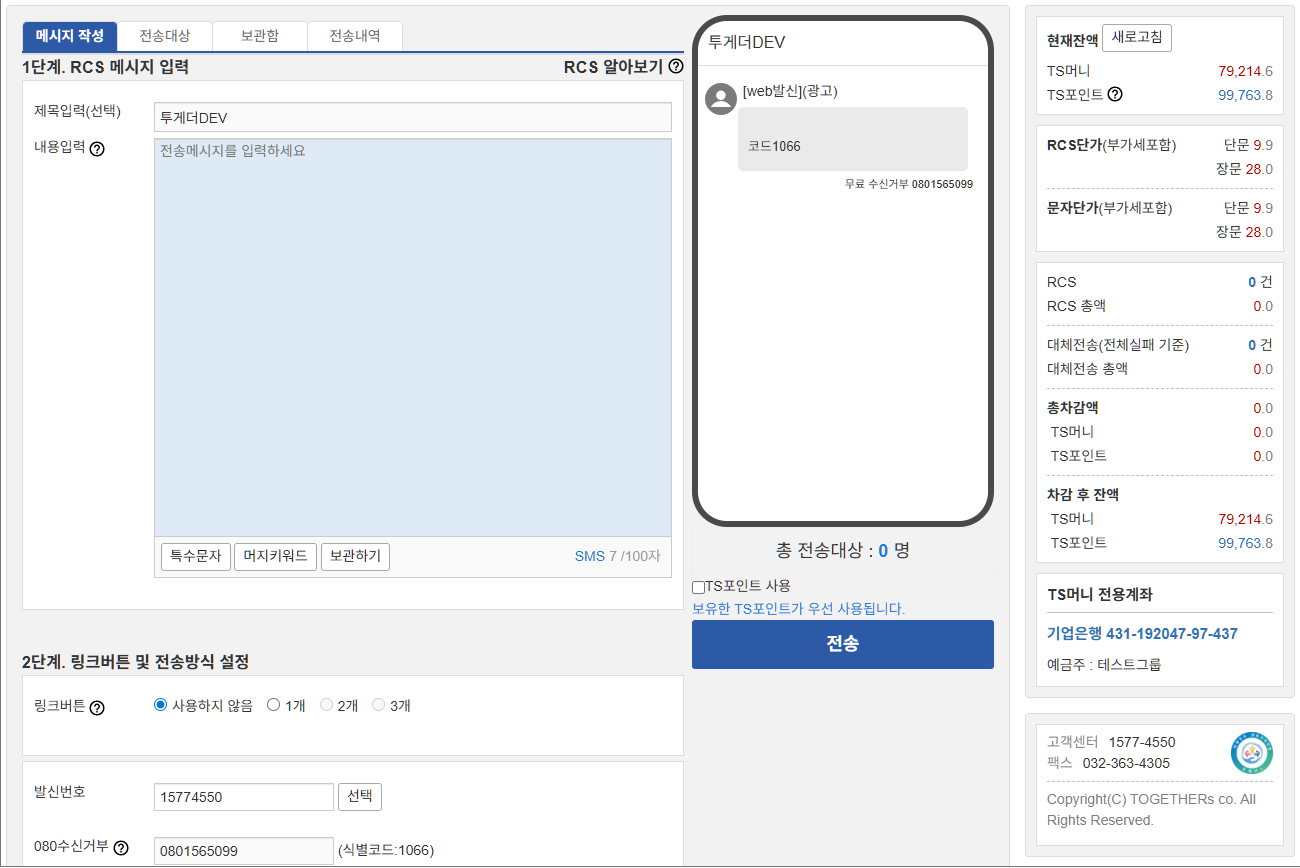 메시지 작성
전송대상
보관함
전송내역
1단계. RCS 메시지 입력
RCS 알아보기 ?
제목입력(선택)
투게더DEV
내용입력 ?
전송메시지를 입력하세요
특수문자
머지키워드
보관하기
SMS 7 /100자
2단계. 링크버튼 및 전송방식 설정
링크버튼 ?
사용하지 않음
1개
2개
3개
발신번호
15774550
선택
080수신거부 ?
0801565099
(식별코드:1066)
투게더DEV
[web발신](광고)
코드1066
무료 수신거부 0801565099
총 전송대상 : 0 명
TS포인트 사용
보유한 TS포인트가 우선 사용됩니다.
전송
현재잔액
새로고침
TS머니 79,214.6
TS포인트 ? 99,763.8
RCS단가(부가세포함) 단문 9.9
장문 28.0
문자단가(부가세포함) 단문 9.9
장문 28.0
RCS 0 건
RCS 총액 0.0
대체전송(전체실패 기준) 0 건
대체전송 총액 0.0
총차감액 0.0
TS머니 0.0
TS포인트 0.0
차감 후 잔액
TS머니 79,214.6
TS포인트 99,763.8
TS머니 전용계좌
기업은행 431-192047-97-437
예금주 : 테스트그룹
고객센터 1577-4550
팩스 032-363-4305
Copyright(C) TOGETHERs co. All
Rights Reserved.